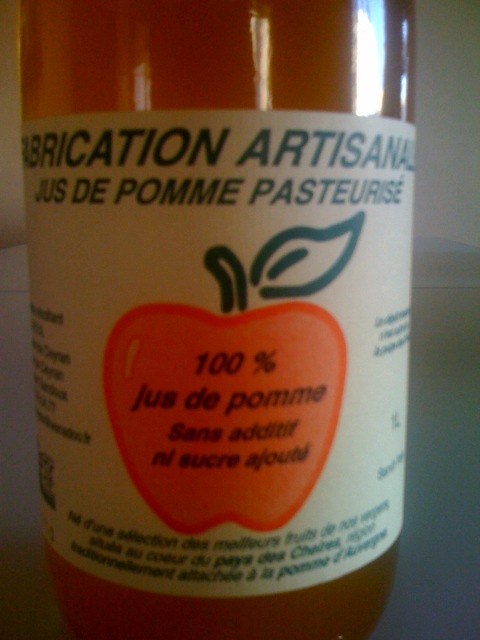 FABRICATION ARTISANAL
JUS DE POMME PASTEURISÉ
100 %
jus de pomme
Sans additif
ni sucre ajouté
1L
Né d'une sélection des meilleurs fruits de nos vergers
situés au coeur du pays des Cheires, région
traditionnellement attachée à la pomme d'Auvergne.